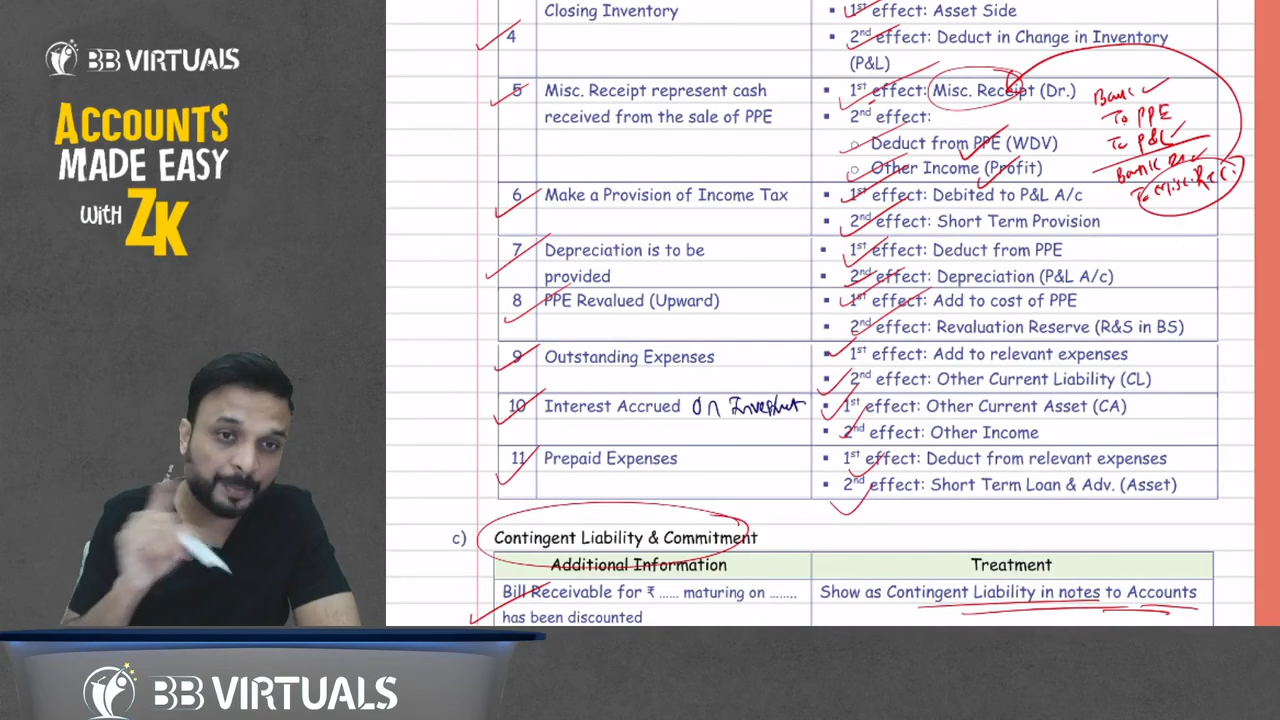 BB VIRTUALS
ACCOUNTS
MADE EASY
WITH ZK
Closing Inventory
4
▪ 1st effect: Asset Side
▪ 2nd effect: Deduct in Change in Inventory
(P&L)
5
Misc. Receipt represent cash
received from the sale of PPE
▪ 1st effect: Misc. Receipt (Dr.)
▪ 2nd effect:
o Deduct from PPE (WDV)
o Other Income (Profit)
Bank
To PPE
To P&L
Bank
To Misc. Rec.
6
Make a Provision of Income Tax
▪ 1st effect: Debited to P&L A/c
▪ 2nd effect: Short Term Provision
7
Depreciation is to be
provided
▪ 1st effect: Deduct from PPE
▪ 2nd effect: Depreciation (P&L A/c)
8
PPE Revalued (Upward)
▪ 1st effect: Add to cost of PPE
▪ 2nd effect: Revaluation Reserve (R&S in BS)
9
Outstanding Expenses
▪ 1st effect: Add to relevant expenses
▪ 2nd effect: Other Current Liability (CL)
10
Interest Accrued On
▪ 1st effect: Other Current Asset (CA)
▪ 2nd effect: Other Income
11
Prepaid Expenses
▪ 1st effect: Deduct from relevant expenses
▪ 2nd effect: Short Term Loan & Adv. (Asset)
c) Contingent Liability & Commitment
Additional Information
Treatment
Bill Receivable for ₹ ...... maturing on ........
has been discounted
Show as Contingent Liability in notes to Accounts
BB VIRTUALS